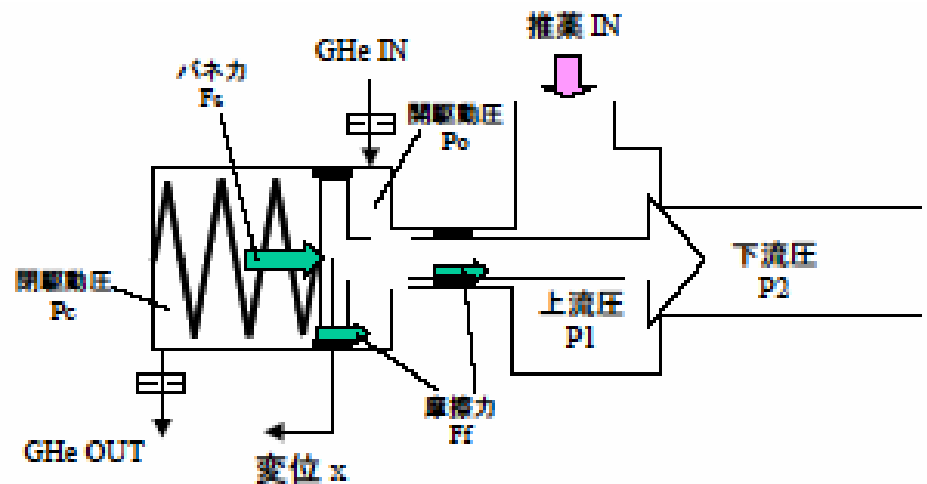 推薬 IN
GHe IN
バネ力
Fs
開駆動圧
Po
閉駆動圧
Pc
下流圧
P2
上流圧
P1
摩擦力
Ff
GHe OUT
変位 x